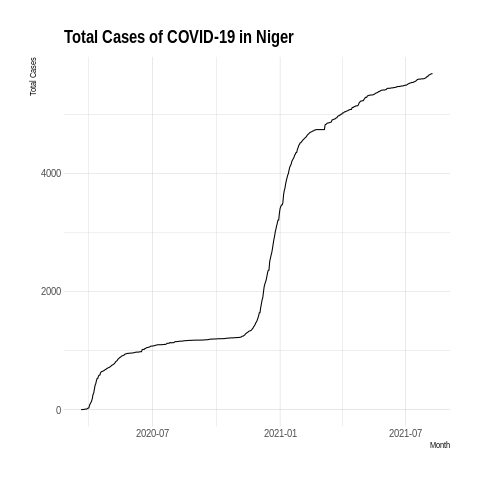 Total Cases of COVID-19 in Niger
Total Cases
4000
2000
0
2020-07
2021-01
2021-07
Month